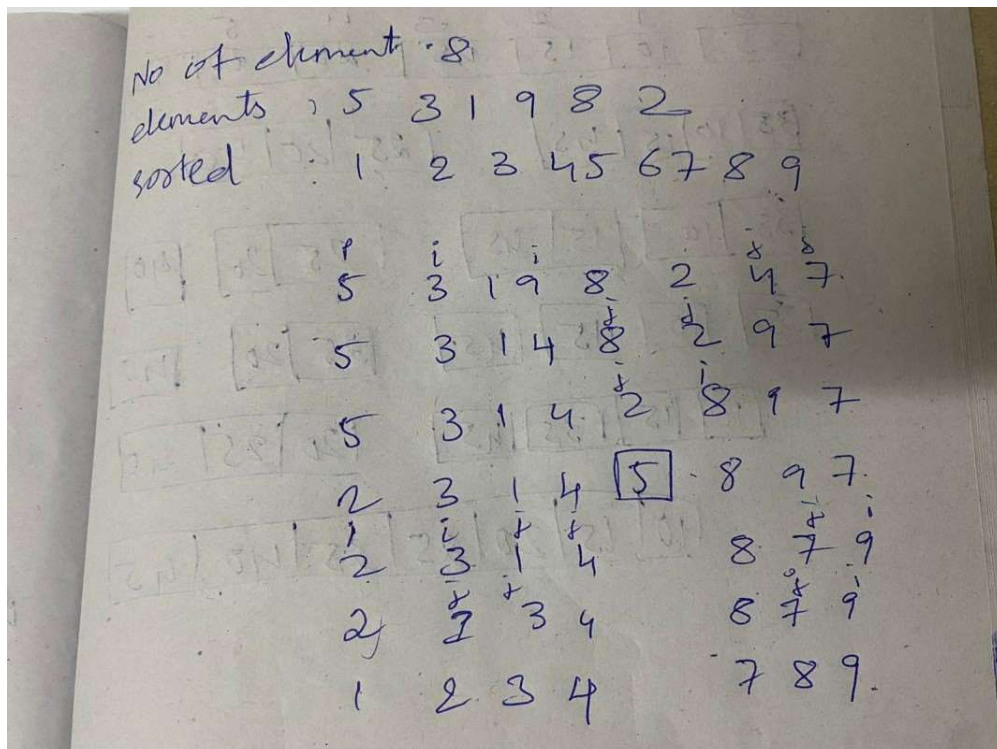 No of element . 8
elements , 5 3 1 9 8 2
sorted 1 2 3 4 5 6 7 8 9
p i i j j
5 3 1 9 8 2 4 7
5 3 1 4 8 2 9 7
5 3 1 4 2 8 9 7
2 3 1 4 5 . 8 9 7
2 3 1 4 8 7 9
2 3 4 8 7 9
1 2 3 4 7 8 9